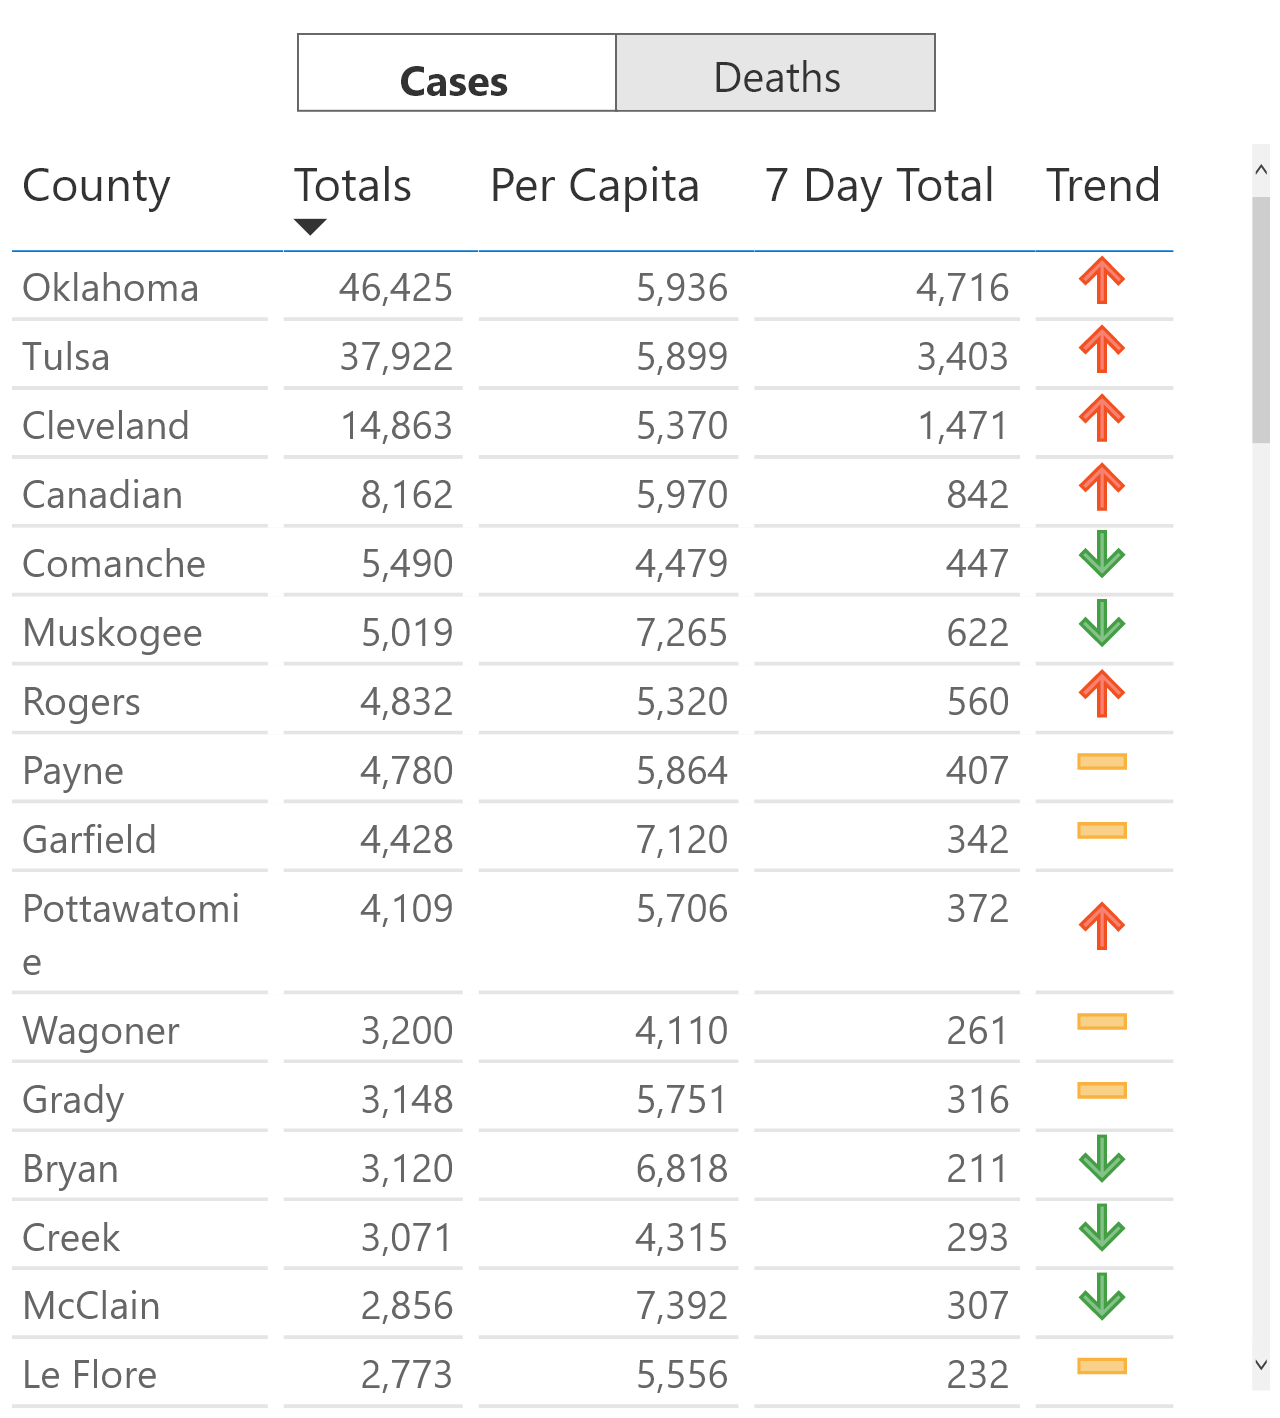 Cases Deaths
County Totals Per Capita 7 Day Total Trend
Oklahoma 46,425 5,936 4,716
Tulsa 37,922 5,899 3,403
Cleveland 14,863 5,370 1,471
Canadian 8,162 5,970 842
Comanche 5,490 4,479 447
Muskogee 5,019 7,265 622
Rogers 4,832 5,320 560
Payne 4,780 5,864 407
Garfield 4,428 7,120 342
Pottawatomi 4,109 5,706 372
e
Wagoner 3,200 4,110 261
Grady 3,148 5,751 316
Bryan 3,120 6,818 211
Creek 3,071 4,315 293
McClain 2,856 7,392 307
Le Flore 2,773 5,556 232